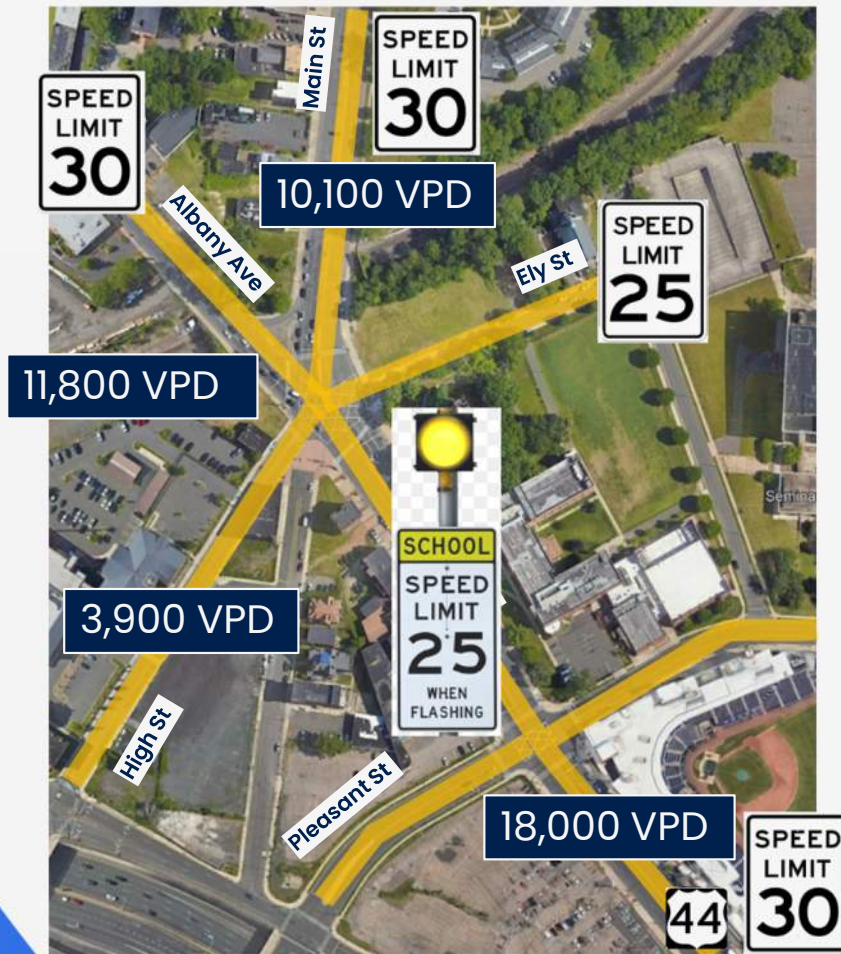 Main St
SPEED
LIMIT
30
SPEED
LIMIT
30
10,100 VPD
Albany Ave
Ely St
SPEED
LIMIT
25
11,800 VPD
SCHOOL
SPEED
LIMIT
25
WHEN
FLASHING
Semina
3,900 VPD
High St
Pleasant St
18,000 VPD
44
SPEED
LIMIT
30